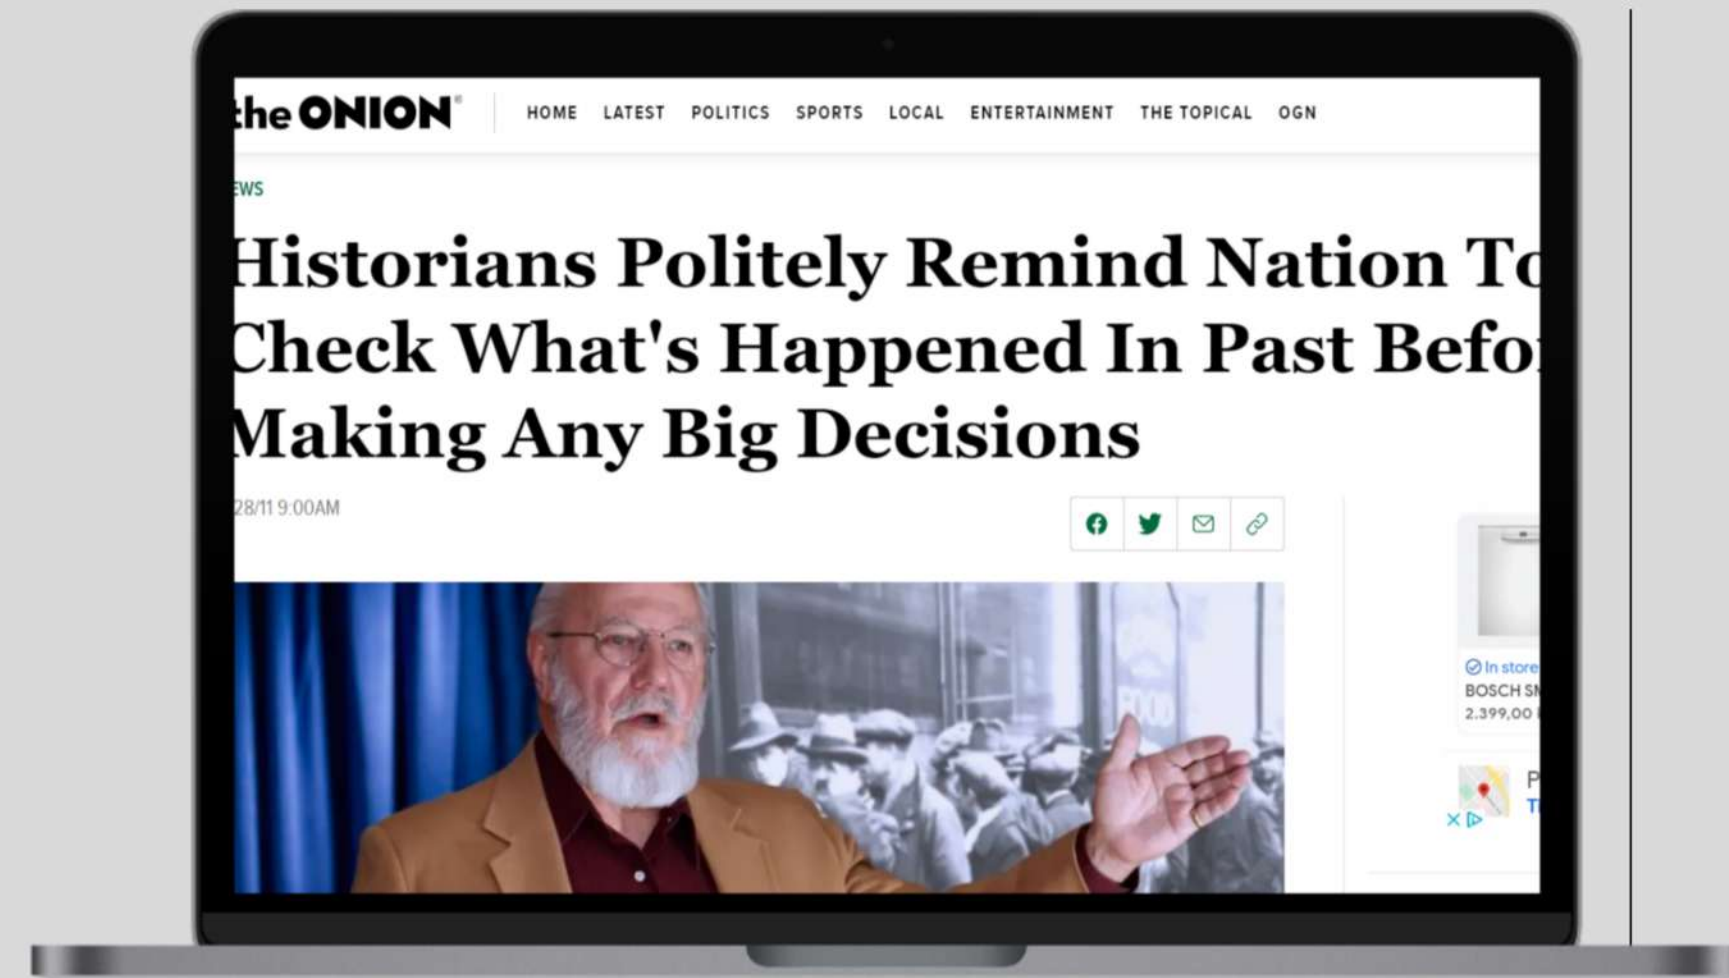 the ONION®
HOME LATEST POLITICS SPORTS LOCAL ENTERTAINMENT THE TOPICAL OGN
EWS
Historians Politely Remind Nation To
Check What's Happened In Past Befor
Making Any Big Decisions
28/11 9:00AM
FOOD
In store
BOSCH SM
2.399,00
P